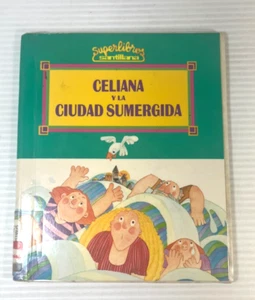 superlibros
santillana
CELIANA
Y LA
CIUDAD SUMERGIDA